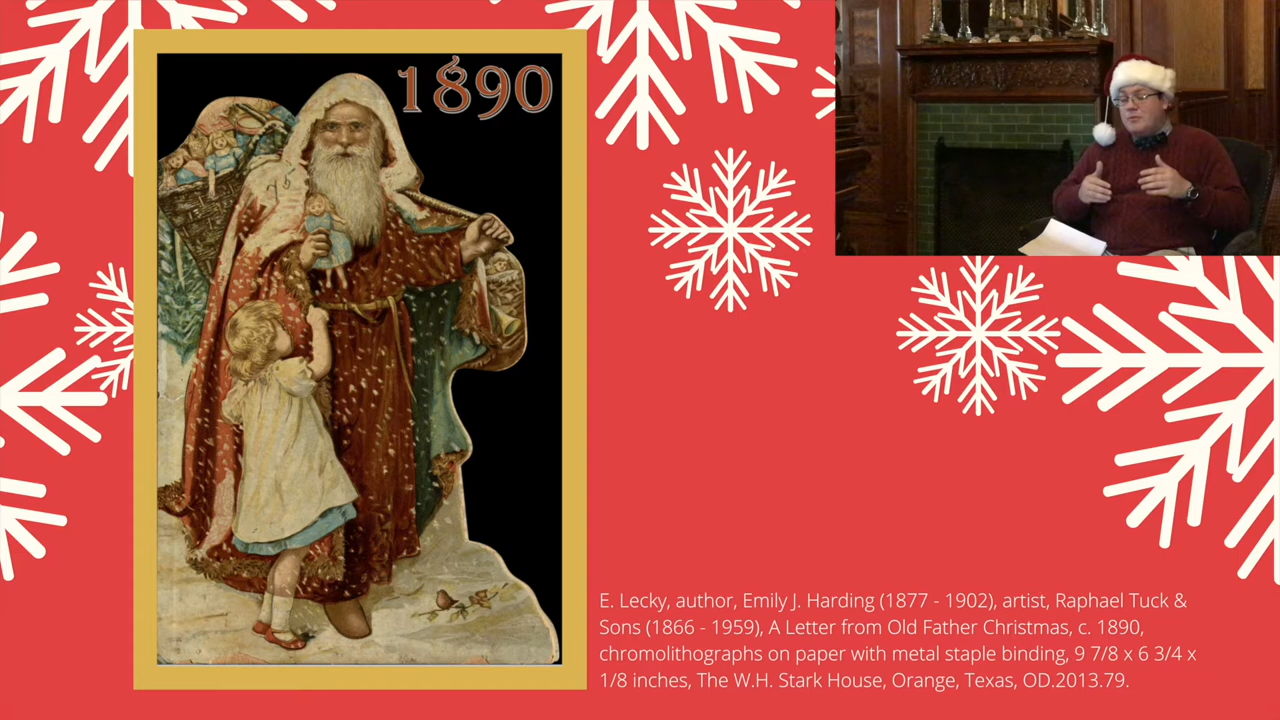 1890
E. Lecky, author, Emily J. Harding (1877 - 1902), artist, Raphael Tuck &
Sons (1866 - 1959), A Letter from Old Father Christmas, c. 1890,
chromolithographs on paper with metal staple binding, 9 7/8 x 6 3/4 x
1/8 inches, The W.H. Stark House, Orange, Texas, OD.2013.79.